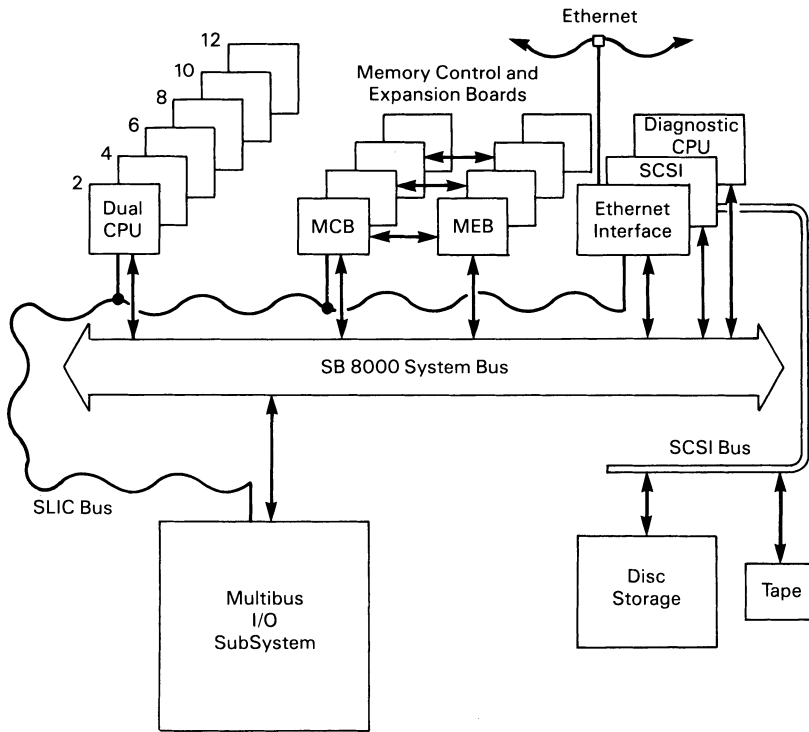 Ethernet
12
10
8
6
4
2
Dual
CPU
Memory Control and
Expansion Boards
MCB
MEB
Diagnostic
CPU
SCSI
Ethernet
Interface
SB 8000 System Bus
SCSI Bus
SLIC Bus
Multibus
I/O
SubSystem
Disc
Storage
Tape